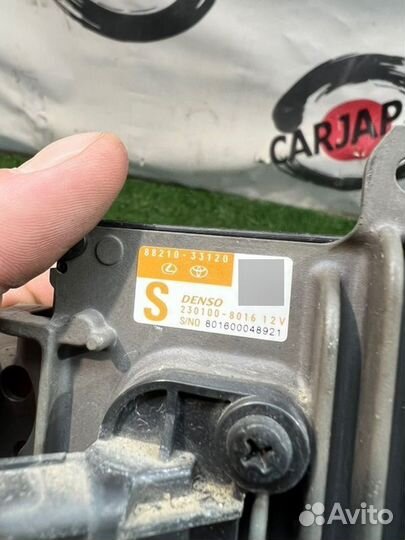 CARJAP
88210-33120
S
DENSO
230100-8016 12V
S/NO 801600048921
Avito